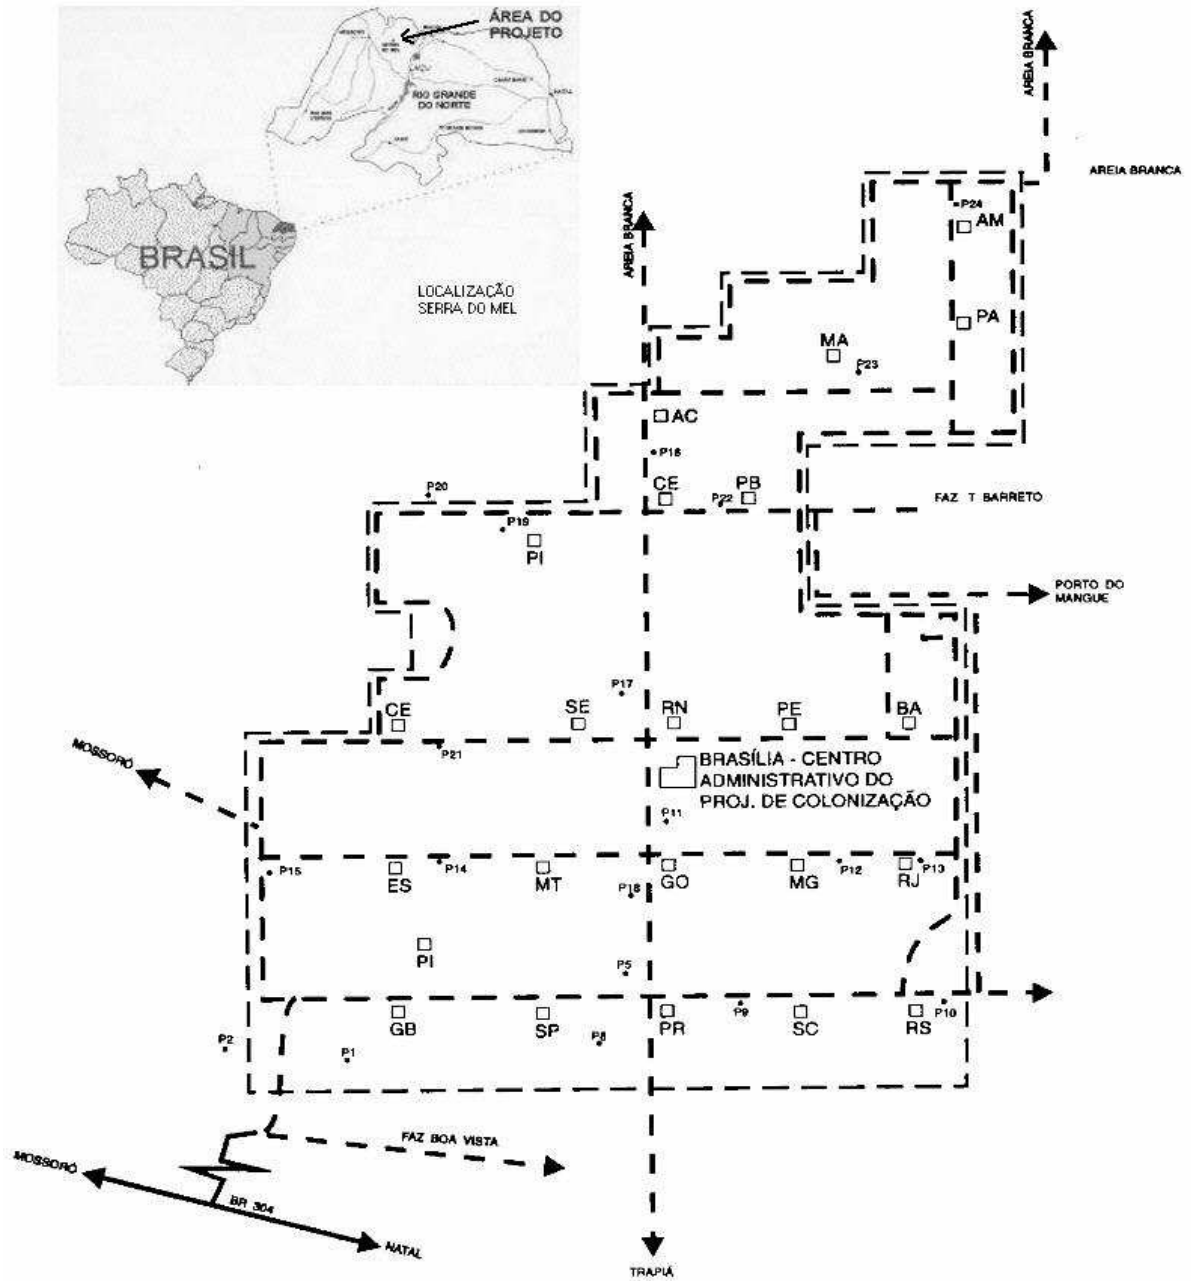 ÁREA DO
PROJETO
RIO GRANDE
DO NORTE
BRASIL
LOCALIZAÇÃO
SERRA DO MEL
AREIA BRANCA
AREIA BRANCA
AREIA BRANCA
P24
AM
PA
MA
P23
AC
P18
CE
PB
P22
FAZ T BARRETO
P20
P19
PI
PORTO DO
MANGUE
P17
CE
SE
RN
PE
BA
MOSSORÓ
P21
BRASÍLIA - CENTRO
ADMINISTRATIVO DO
PROJ. DE COLONIZAÇÃO
P11
P15
ES
P14
MT
GO
MG
P12
RJ
P13
P18
PI
P5
GB
SP
PR
P9
SC
RS
P10
P2
P1
P8
FAZ BOA VISTA
MOSSORÓ
BR 304
NATAL
TRAPIÁ